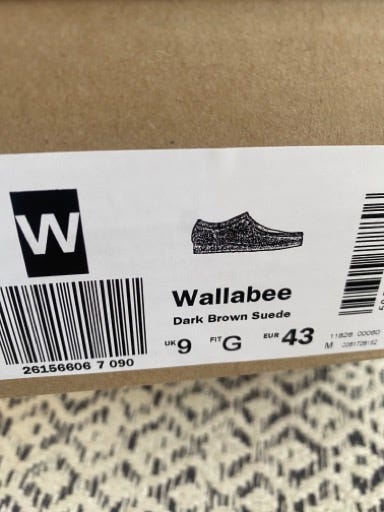 W
Wallabee
Dark Brown Suede
UK 9 FIT G EUR 43
26156606 7 090
M